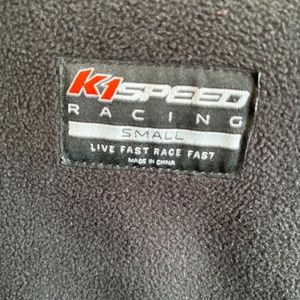 K1SPEED
RACING
SMALL
LIVE FAST RACE FAST
MADE IN CHINA